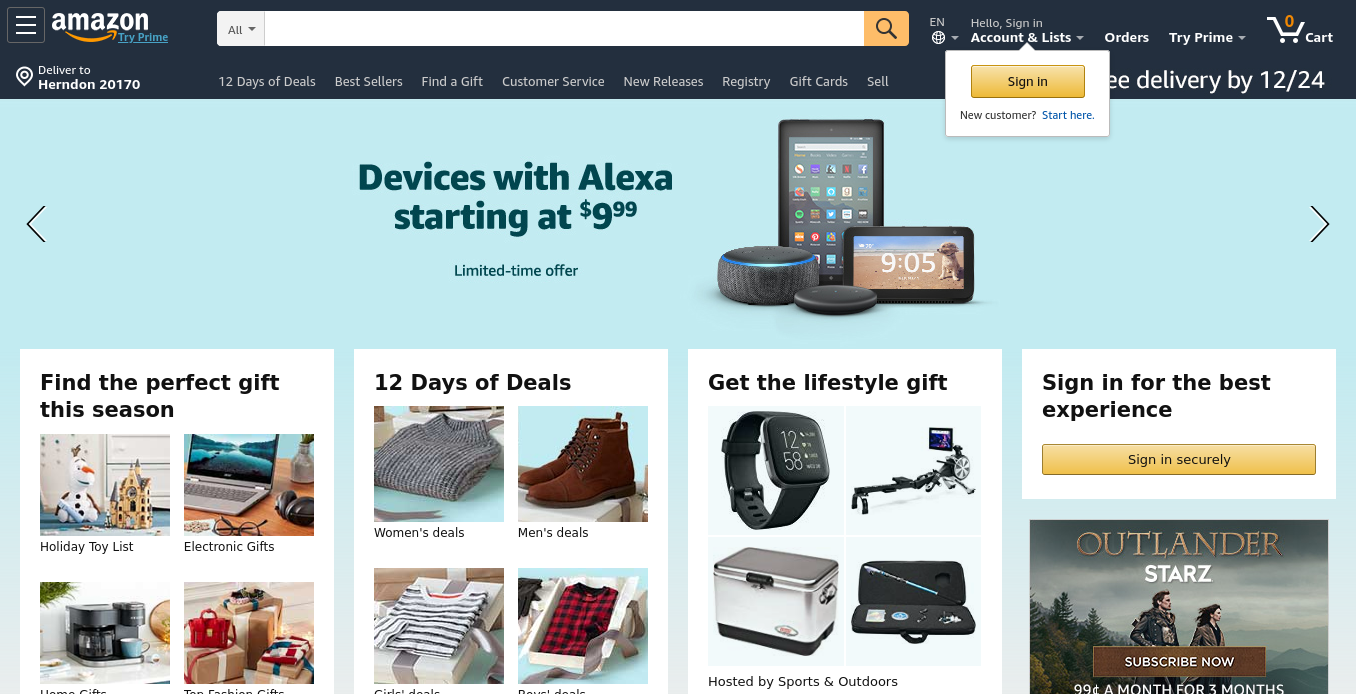 amazon
Try Prime
All
EN
Hello, Sign in
Account & Lists
Orders
Try Prime
0
Cart
Deliver to
Herndon 20170
12 Days of Deals
Best Sellers
Find a Gift
Customer Service
New Releases
Registry
Gift Cards
Sell
ee delivery by 12/24
Sign in
New customer? Start here.
Devices with Alexa
starting at $999
Limited-time offer
9:05
Find the perfect gift
this season
Holiday Toy List
Electronic Gifts
Home Gifts
Top Fashion Gifts
12 Days of Deals
Women's deals
Men's deals
Girls' deals
Boys' deals
Get the lifestyle gift
12
58
Hosted by Sports & Outdoors
Sign in for the best
experience
Sign in securely
OUTLANDER
STARZ
SUBSCRIBE NOW
99¢ A MONTH FOR 3 MONTHS